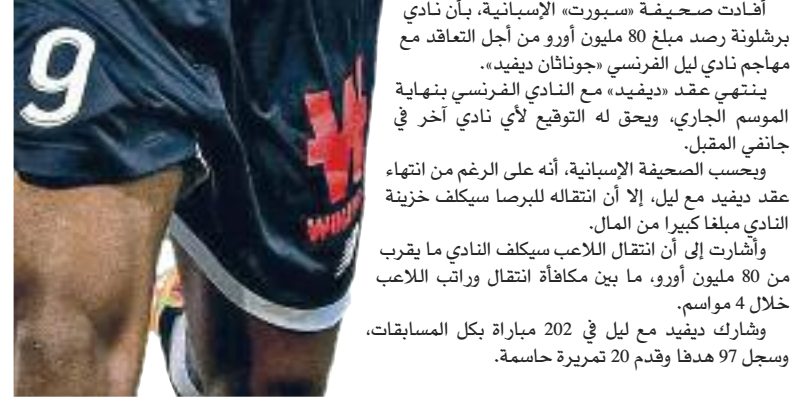 أفادت صحيفة «سبورت» الإسبانية، بأن نادي
برشلونة رصد مبلغ 80 مليون أورو من أجل التعاقد مع
مهاجم نادي ليل الفرنسي «جوناثان ديفيد».
ينتهي عقد «ديفيد» مع النادي الفرنسي بنهاية
الموسم الجاري، ويحق له التوقيع لأي نادي آخر في
جانفي المقبل.
وبحسب الصحيفة الإسبانية، أنه على الرغم من انتهاء
عقد ديفيد مع ليل، إلا أن انتقاله للبرصا سيكلف خزينة
النادي مبلغا كبيرا من المال.
وأشارت إلى أن انتقال اللاعب سيكلف النادي ما يقرب
من 80 مليون أورو، ما بين مكافأة انتقال وراتب اللاعب
خلال 4 مواسم.
وشارك ديفيد مع ليل في 202 مباراة بكل المسابقات،
وسجل 97 هدفا وقدم 20 تمريرة حاسمة.
9